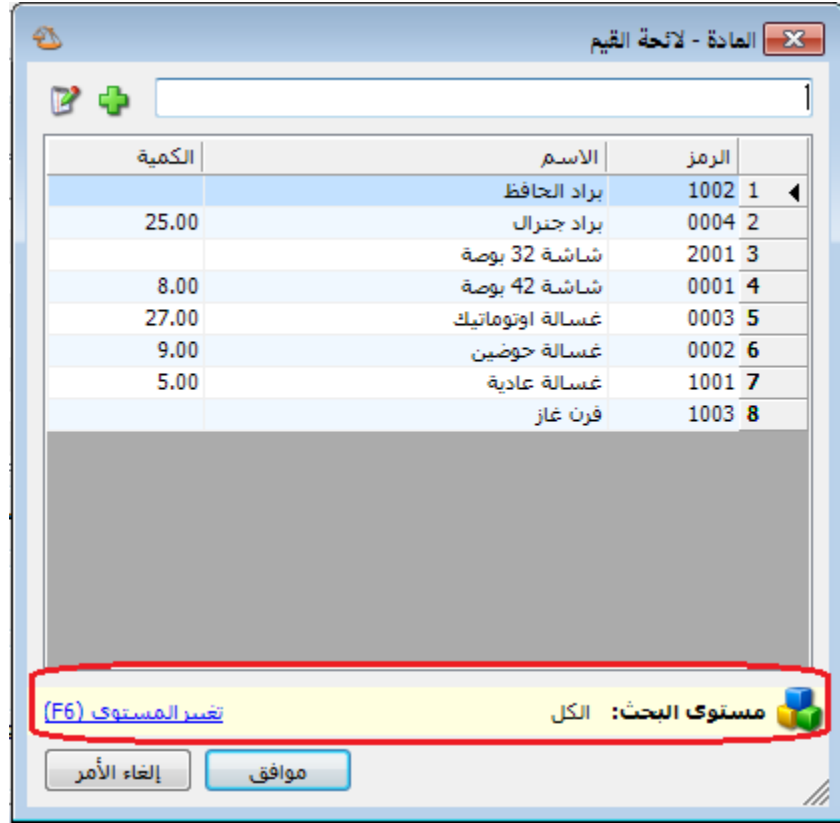 المادة - لائحة القيم
أ
الرمز الاسم الكمية
1 1002 براد الحافظ
2 0004 براد جنرال 25.00
3 2001 شاشة 32 بوصة
4 0001 شاشة 42 بوصة 8.00
5 0003 غسالة اوتوماتيك 27.00
6 0002 غسالة حوضين 9.00
7 1001 غسالة عادية 5.00
8 1003 فرن غاز
مستوى البحث: الكل تغيير المستوى (F6)
موافق إلغاء الأمر